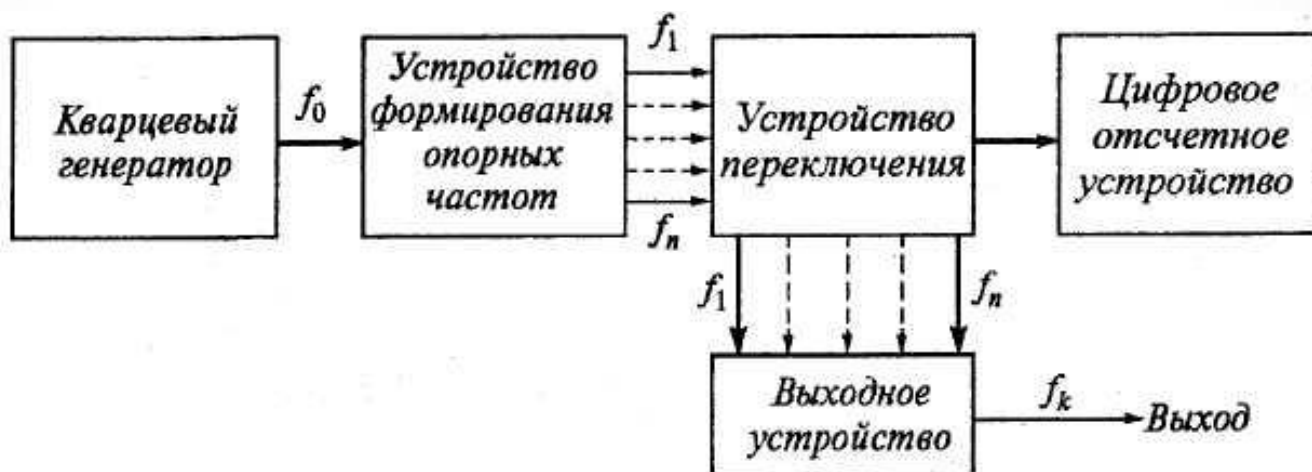 Кварцевый
генератор
f0
Устройство
формирования
опорных
частот
f1
fn
Устройство
переключения
Цифровое
отсчетное
устройство
f1
fn
Выходное
устройство
fk
Выход